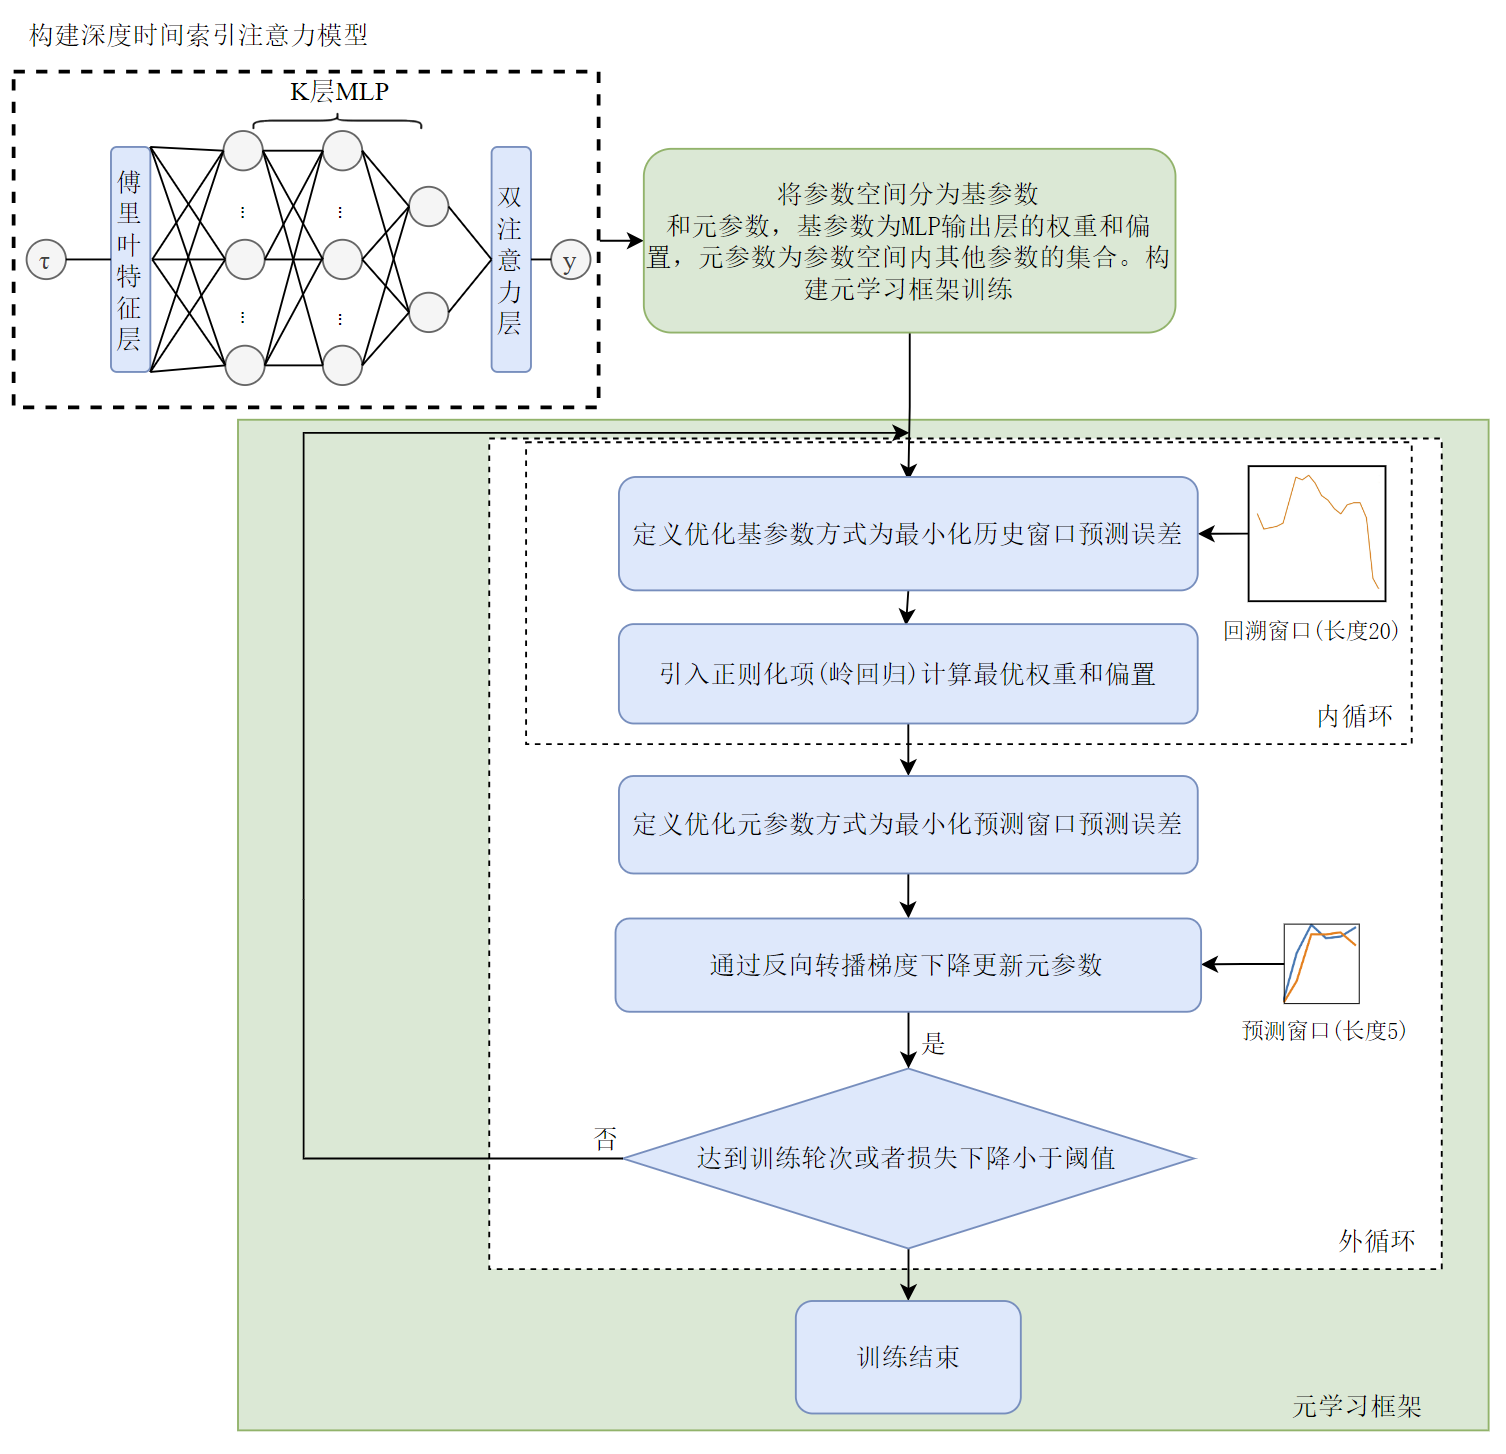 构建深度时间索引注意力模型
K层MLP
傅里叶特征层
双注意力层
τ
y
⋮
⋮
⋮
⋮
将参数空间分为基参数
和元参数，基参数为MLP输出层的权重和偏
置，元参数为参数空间内其他参数的集合。构
建元学习框架训练
定义优化基参数方式为最小化历史窗口预测误差
回溯窗口(长度20)
引入正则化项(岭回归)计算最优权重和偏置
内循环
定义优化元参数方式为最小化预测窗口预测误差
通过反向转播梯度下降更新元参数
预测窗口(长度5)
是
否
达到训练轮次或者损失下降小于阈值
外循环
训练结束
元学习框架